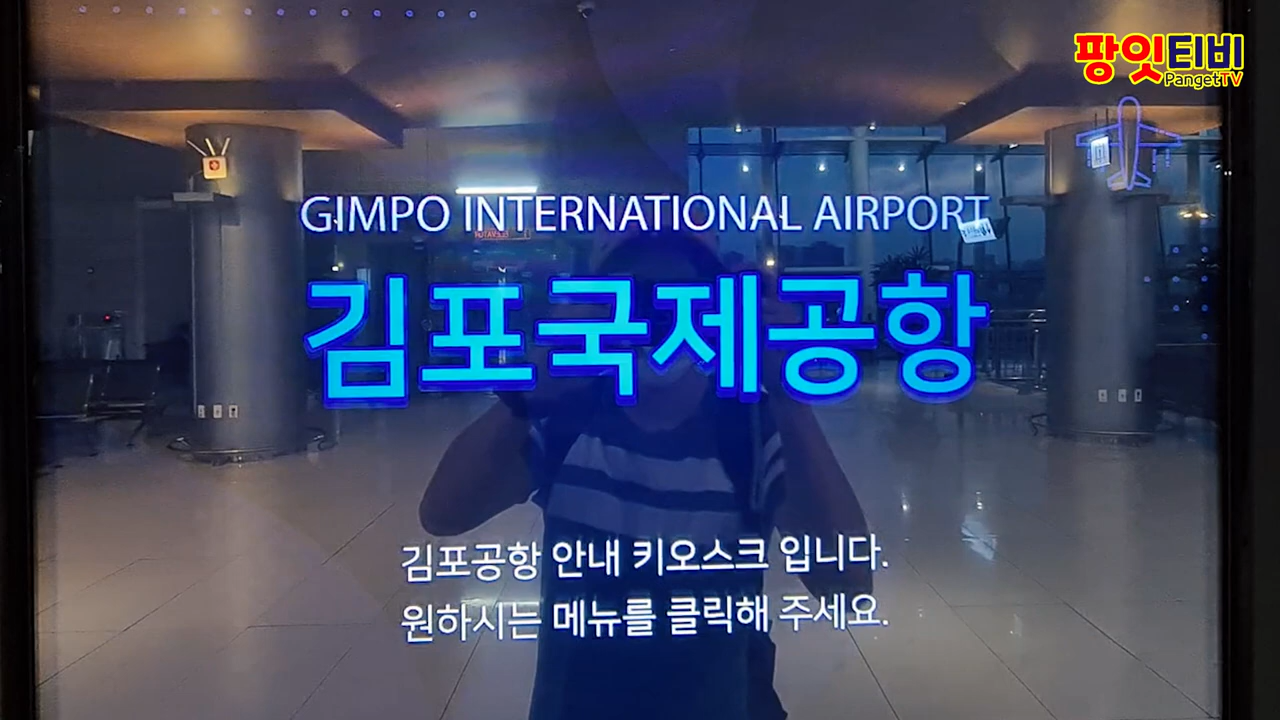 팡잇티비
PangetTV
GIMPO INTERNATIONAL AIRPORT
김포국제공항
김포공항 안내 키오스크 입니다.
원하시는 메뉴를 클릭해 주세요.